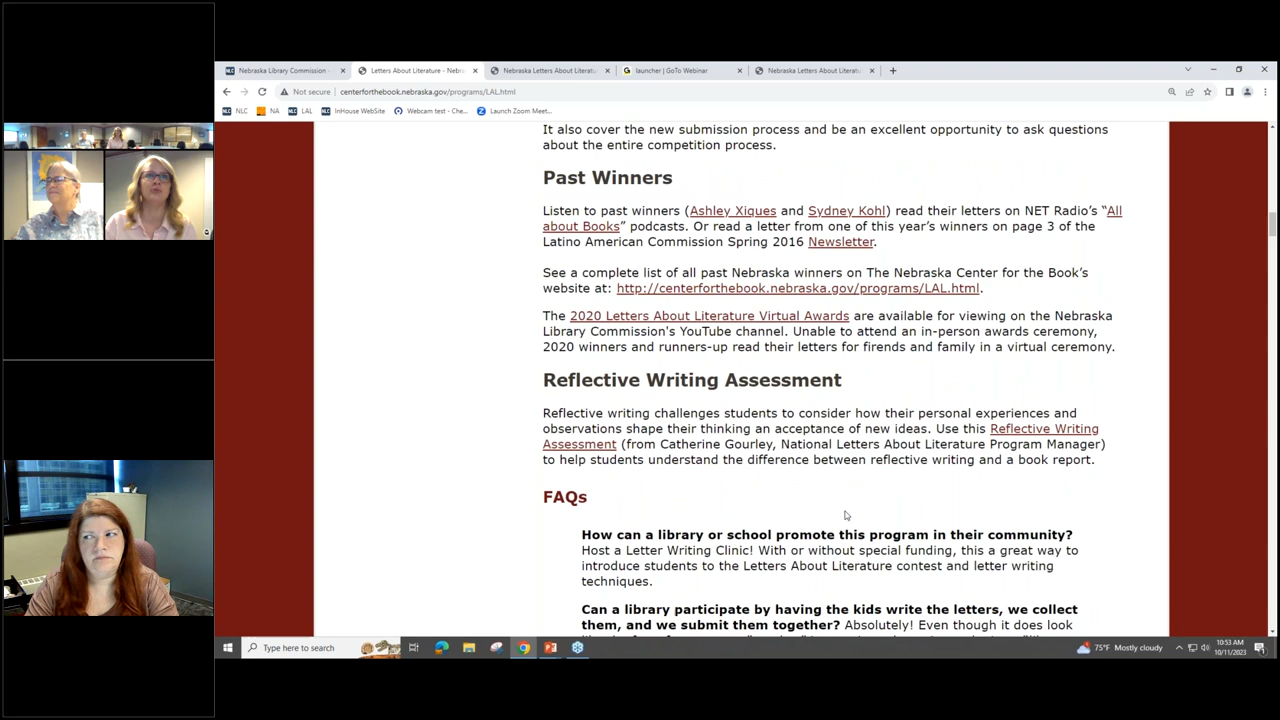 Nebraska Library Commission -
Letters About Literature - Nebra
Nebraska Letters About Literatu
launcher | GoTo Webinar
Nebraska Letters About Literatu
Not secure | centerforthebook.nebraska.gov/programs/LAL.html
NLC NA LAL InHouse WebSite Webcam test - Che... Launch Zoom Meet...
It also cover the new submission process and be an excellent opportunity to ask questions
about the entire competition process.
Past Winners
Listen to past winners (Ashley Xiques and Sydney Kohl) read their letters on NET Radio's "All
about Books" podcasts. Or read a letter from one of this year's winners on page 3 of the
Latino American Commission Spring 2016 Newsletter.
See a complete list of all past Nebraska winners on The Nebraska Center for the Book's
website at: http://centerforthebook.nebraska.gov/programs/LAL.html.
The 2020 Letters About Literature Virtual Awards are available for viewing on the Nebraska
Library Commission's YouTube channel. Unable to attend an in-person awards ceremony,
2020 winners and runners-up read their letters for firends and family in a virtual ceremony.
Reflective Writing Assessment
Reflective writing challenges students to consider how their personal experiences and
observations shape their thinking an acceptance of new ideas. Use this Reflective Writing
Assessment (from Catherine Gourley, National Letters About Literature Program Manager)
to help students understand the difference between reflective writing and a book report.
FAQs
How can a library or school promote this program in their community?
Host a Letter Writing Clinic! With or without special funding, this a great way to
introduce students to the Letters About Literature contest and letter writing
techniques.
Can a library participate by having the kids write the letters, we collect
them, and we submit them together? Absolutely! Even though it does look
Type here to search
75°F Mostly cloudy
10:53 AM
10/11/2023